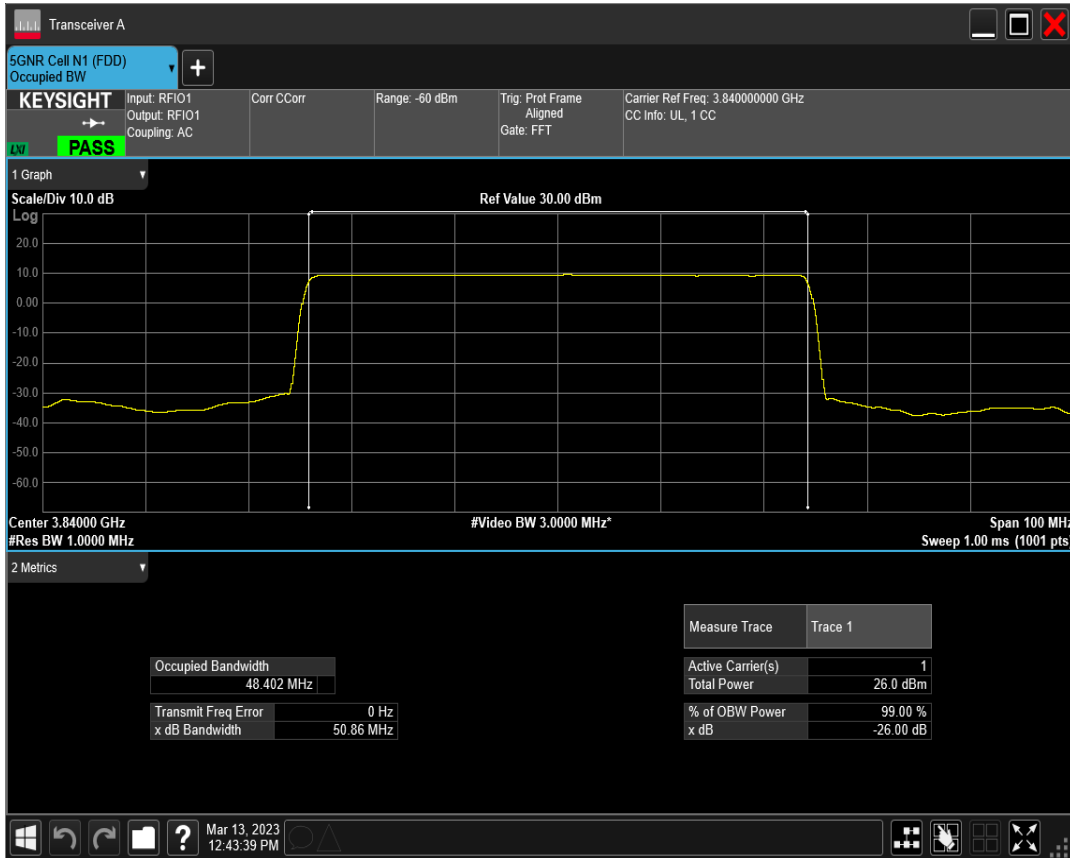 Transceiver A
5GNR Cell N1 (FDD)
Occupied BW
+
KEYSIGHT
LXI
PASS
Input: RFIO1
Output: RFIO1
Coupling: AC
Corr CCorr
Range: -60 dBm
Trig: Prot Frame
Aligned
Gate: FFT
Carrier Ref Freq: 3.840000000 GHz
CC Info: UL, 1 CC
1 Graph
Scale/Div 10.0 dB
Ref Value 30.00 dBm
Log
20.0
10.0
0.00
-10.0
-20.0
-30.0
-40.0
-50.0
-60.0
Center 3.84000 GHz
#Video BW 3.0000 MHz*
Span 100 MHz
#Res BW 1.0000 MHz
Sweep 1.00 ms (1001 pts)
2 Metrics
Measure Trace Trace 1
Occupied Bandwidth
48.402 MHz
Active Carrier(s) 1
Total Power 26.0 dBm
Transmit Freq Error 0 Hz
x dB Bandwidth 50.86 MHz
% of OBW Power 99.00 %
x dB -26.00 dB
?
Mar 13, 2023
12:43:39 PM